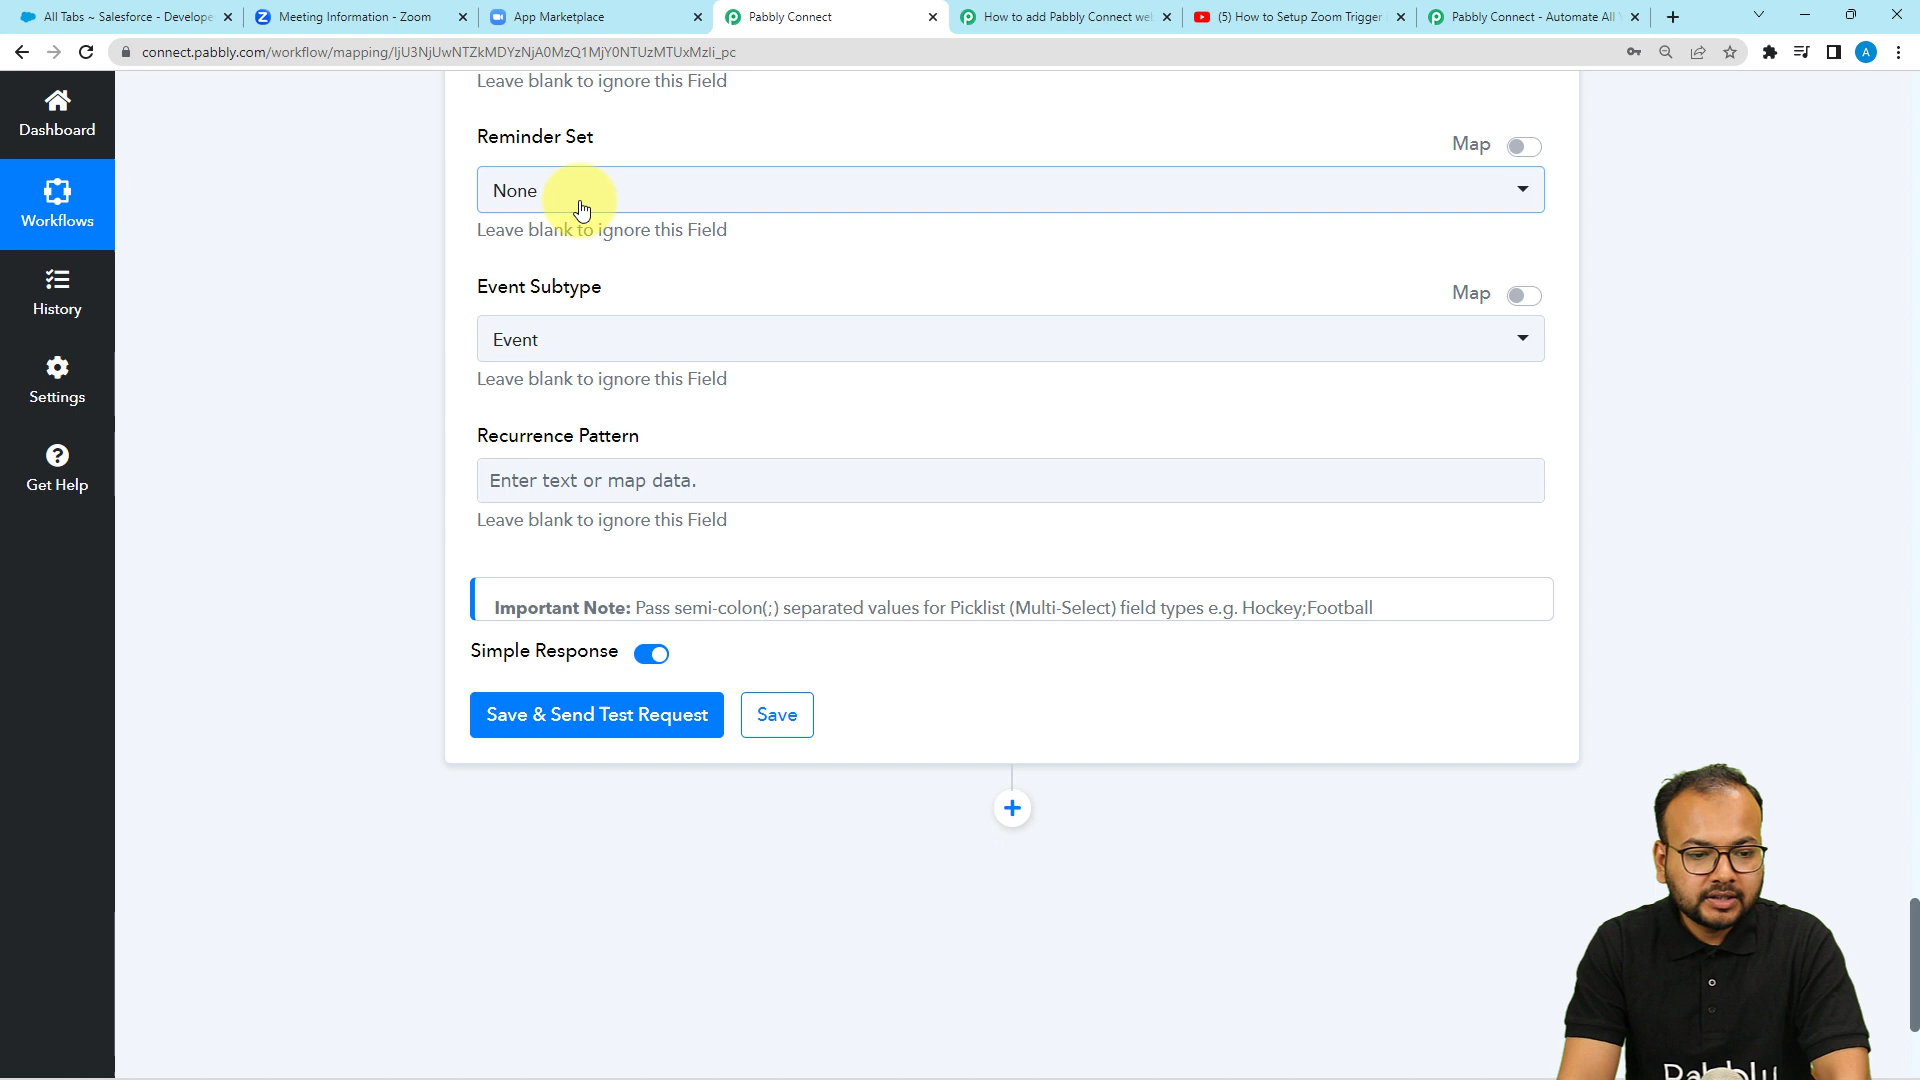 All Tabs ~ Salesforce - Develope
Meeting Information - Zoom
App Marketplace
Pabbly Connect
How to add Pabbly Connect we
(5) How to Setup Zoom Trigger
Pabbly Connect - Automate All
connect.pabbly.com/workflow/mapping/IjU3NjUwNTZkMDYzNjA0MzQ1MjY0NTUzMTUxMzIi_pc
A
Dashboard
Workflows
History
Settings
Get Help
Leave blank to ignore this Field
Reminder Set
Map
None
Leave blank to ignore this Field
Event Subtype
Map
Event
Leave blank to ignore this Field
Recurrence Pattern
Enter text or map data.
Leave blank to ignore this Field
Important Note: Pass semi-colon(;) separated values for Picklist (Multi-Select) field types e.g. Hockey;Football
Simple Response
Save & Send Test Request
Save
Pabbly